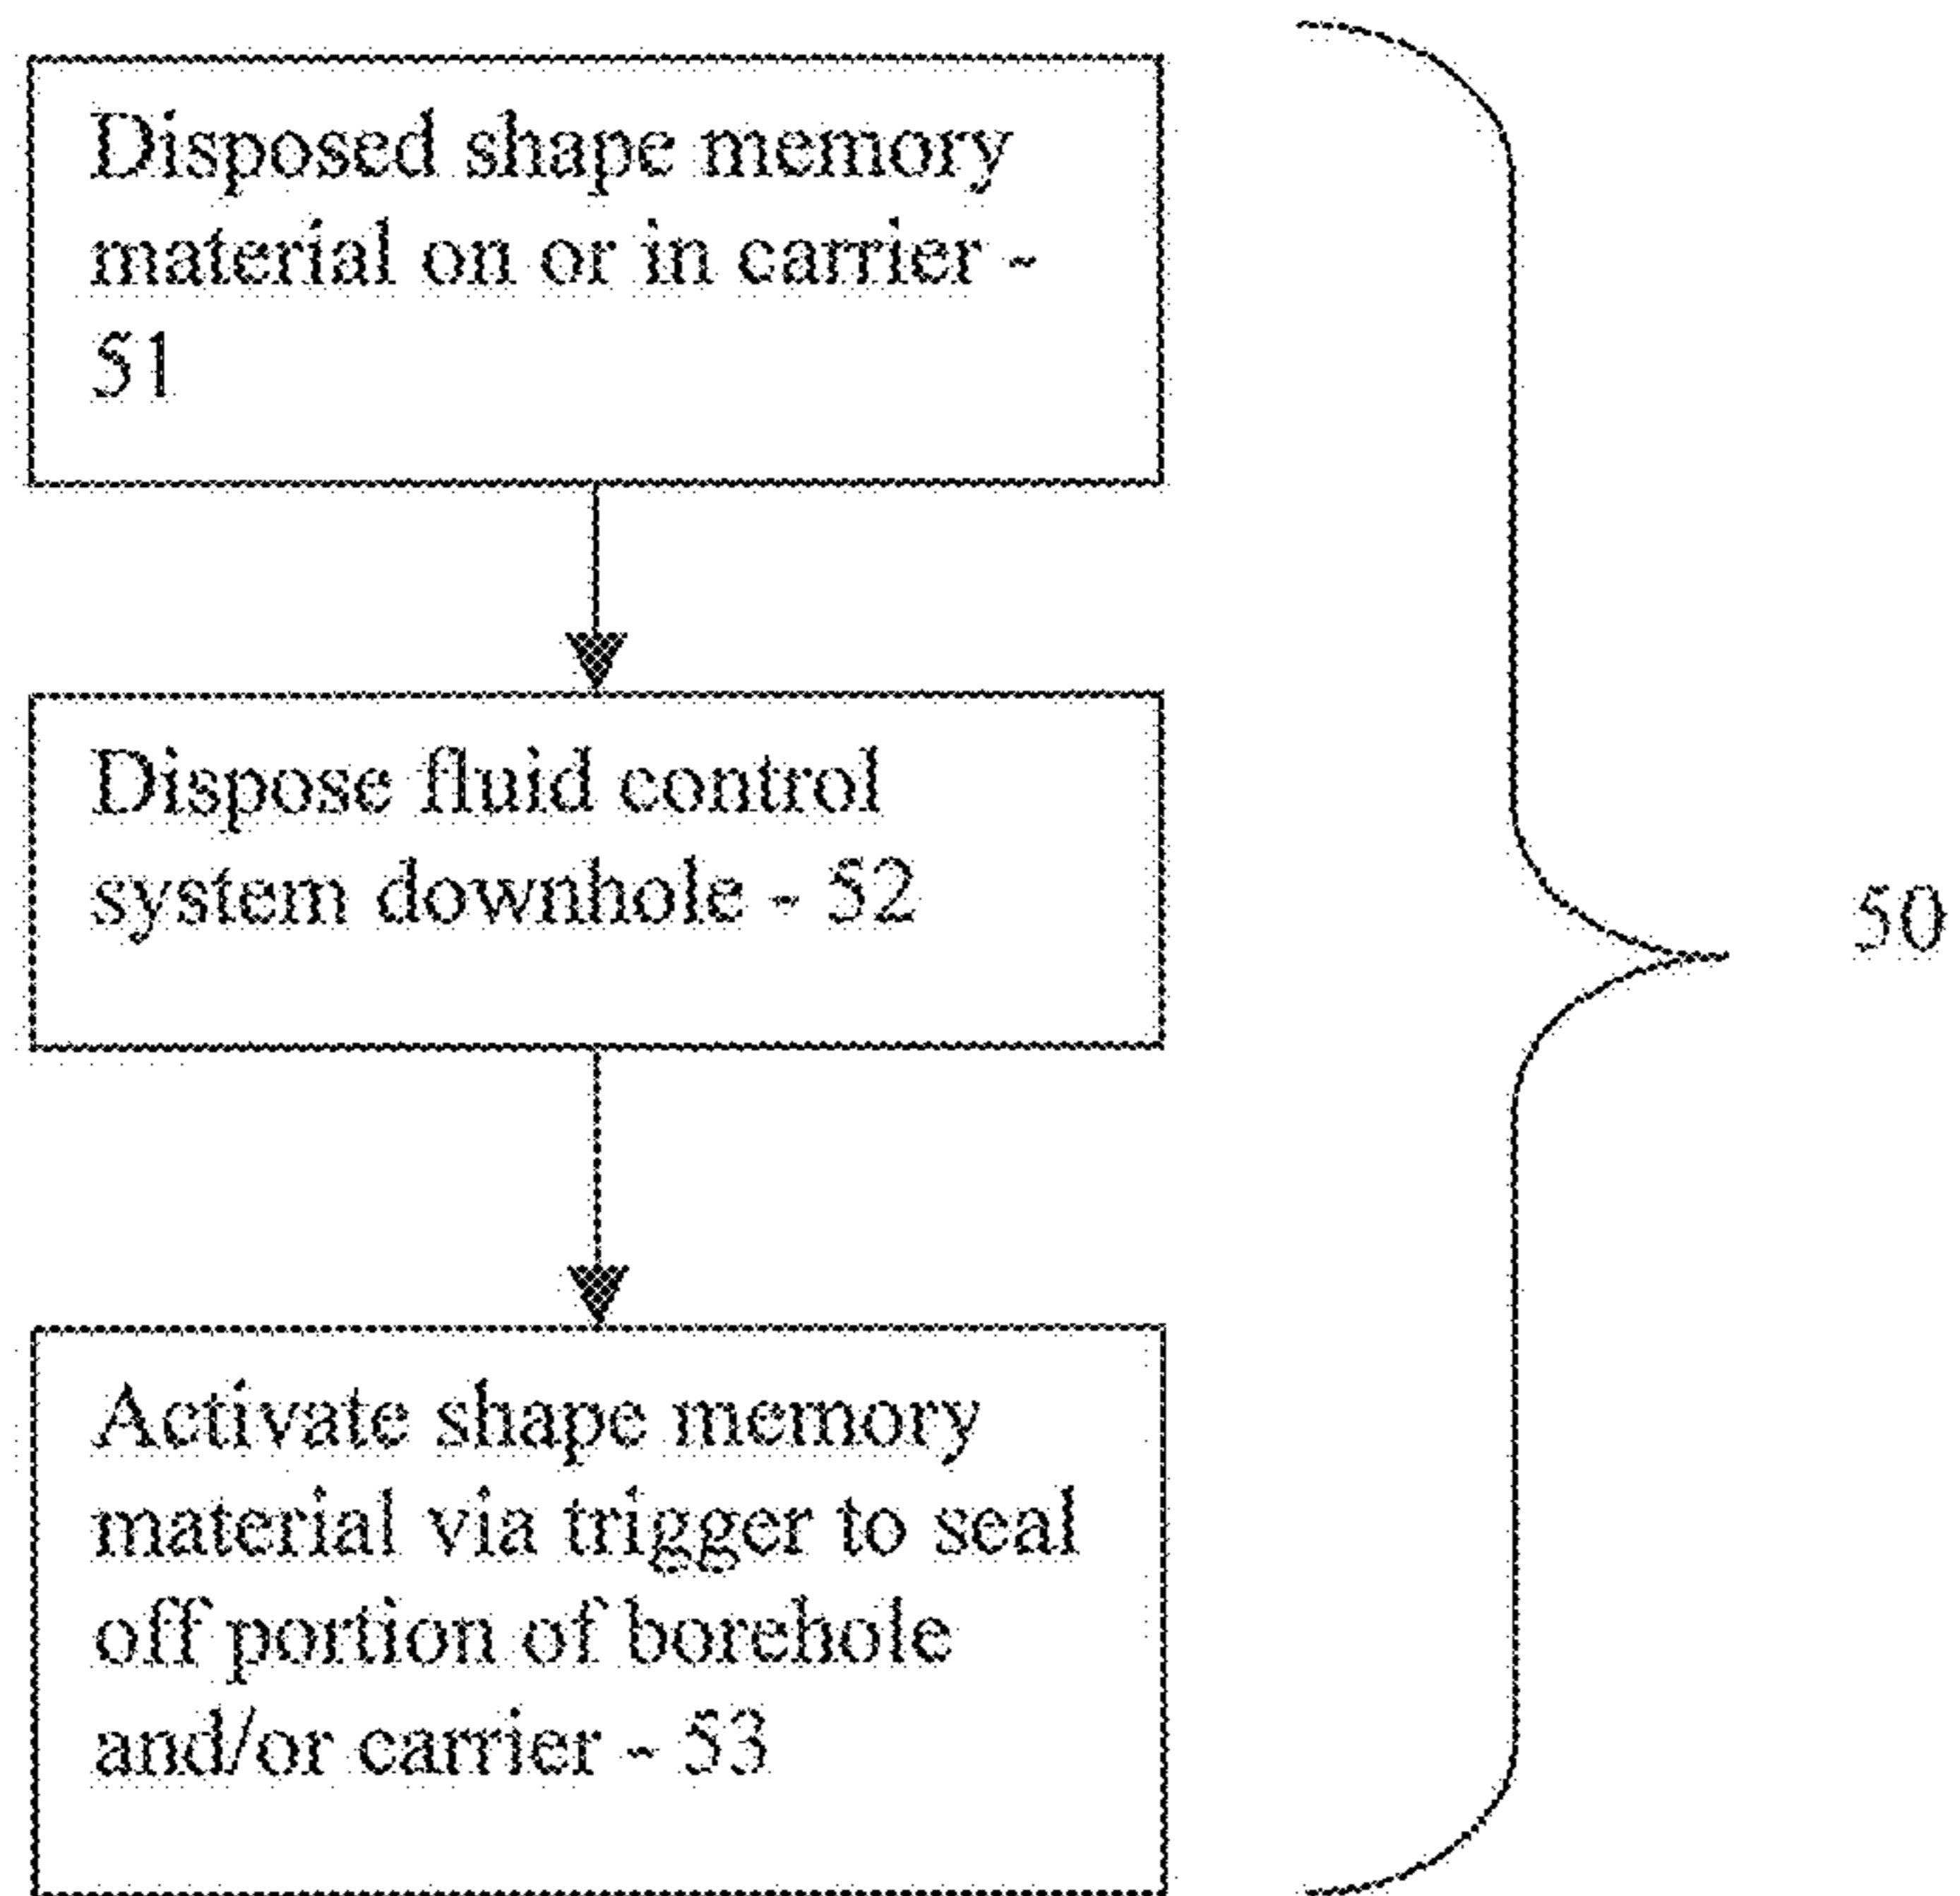 Disposed shape memory
material on or in carrier -
51
Dispose fluid control
system downhole - 52
50
Activate shape memory
material via trigger to seal
off portion of borehole
and/or carrier - 53